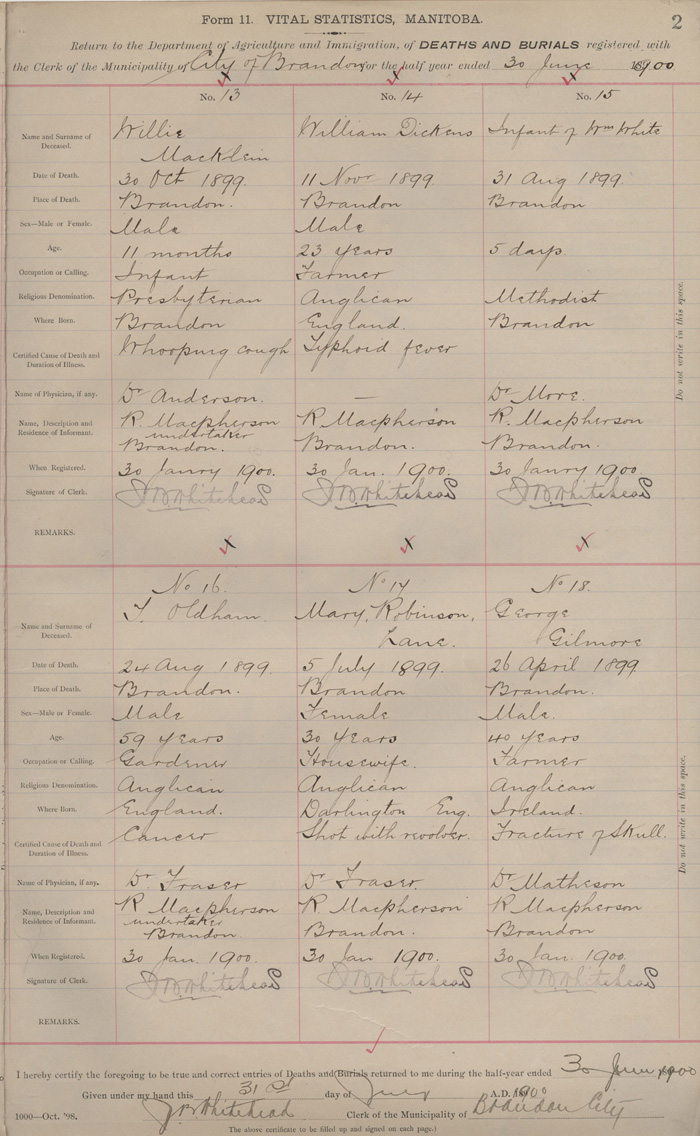 Form 11. VITAL STATISTICS, MANITOBA.
2
Return to the Department of Agriculture and Immigration, of DEATHS AND BURIALS registered with
the Clerk of the Municipality of City of Brandon for the half year ended 30 June 1900
No. 13 No. 14 No. 15
Name and Surname of Deceased. Willie Macklein William Dickens Infant of Wm White
Date of Death. 30 Oct 1899. 11 Novr 1899. 31 Aug 1899.
Place of Death. Brandon. Brandon Brandon
Sex—Male or Female. Male Male
Age. 11 months 23 years 5 days
Occupation or Calling. Infant Farmer
Religious Denomination. Presbyterian Anglican Methodist
Where Born. Brandon England. Brandon
Certified Cause of Death and Duration of Illness. Whooping cough Typhoid fever
Name of Physician, if any. Dr Anderson. — Dr More.
Name, Description and Residence of Informant. R. Macpherson undertaker Brandon. R Macpherson Brandon. R. Macpherson Brandon.
When Registered. 30 Janry 1900. 30 Jan. 1900. 30 Janry 1900.
Signature of Clerk. Whitehead Whitehead Whitehead
REMARKS.
Do not write in this space.
No 16. No 17 No 18.
Name and Surname of Deceased. T. Oldham. Mary, Robinson, Lane. George Gilmore
Date of Death. 24 Aug 1899. 5 July 1899. 26 April 1899
Place of Death. Brandon. Brandon Brandon.
Sex—Male or Female. Male Female Male.
Age. 59 years 30 Years 40 years
Occupation or Calling. Gardener Housewife. Farmer
Religious Denomination. Anglican Anglican Anglican
Where Born. England. Darlington Eng. Ireland.
Certified Cause of Death and Duration of Illness. Cancer Shot with revolver. Fracture of Skull.
Name of Physician, if any. Dr Fraser Dr Fraser. Dr Matheson
Name, Description and Residence of Informant. R Macpherson undertaker Brandon. R Macpherson Brandon. R Macpherson Brandon
When Registered. 30 Jan. 1900. 30 Jan 1900. 30 Jan. 1900.
Signature of Clerk. Whitehead Whitehead Whitehead
REMARKS.
Do not write in this space.
I hereby certify the foregoing to be true and correct entries of Deaths and Burials returned to me during the half-year ended 30 June 1900
Given under my hand this 31st day of July A.D. 1900
1000—Oct. '98. Whitehead Clerk of the Municipality of Brandon City
The above certificate to be filled up and signed on each page.)